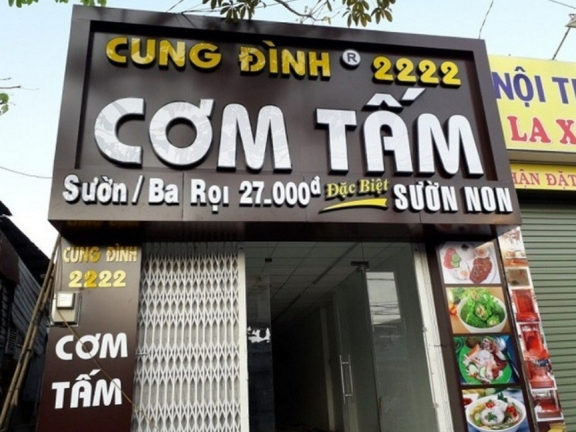 CUNG ĐÌNH ® 2222
CƠM TẤM
Sườn / Ba Rọi 27.000đ Đặc Biệt SƯỜN NON
CUNG ĐÌNH
2222
CƠM
TẤM
NỘI T
LA X
ĐẶT